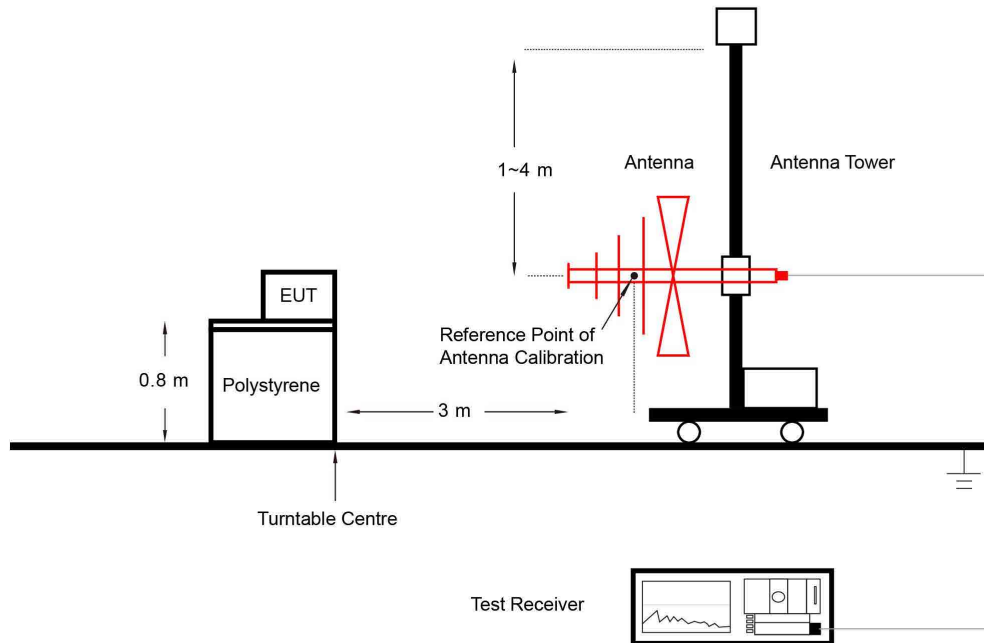 1~4 m
Antenna
Antenna Tower
EUT
Reference Point of
Antenna Calibration
0.8 m
Polystyrene
3 m
Turntable Centre
Test Receiver